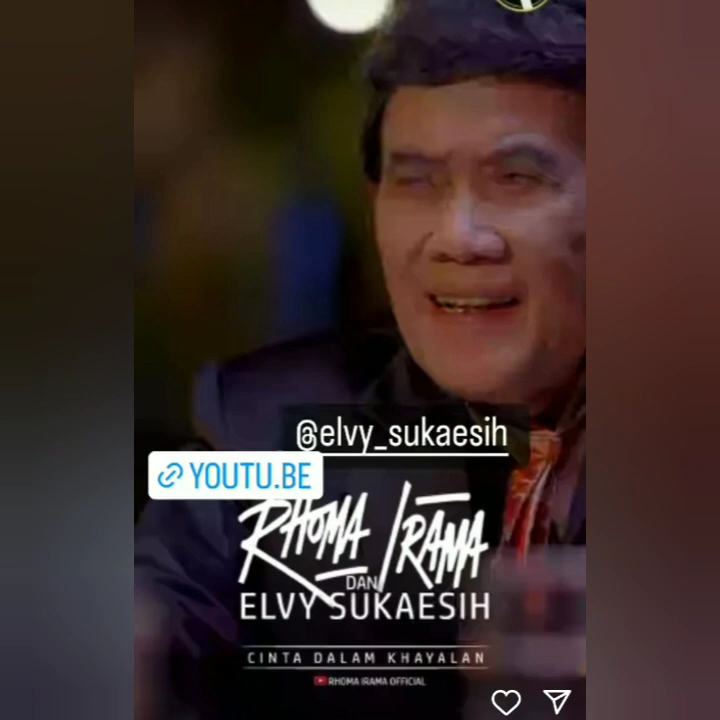 @elvy_sukaesih
YOUTU.BE
RHOMA IRAMA
DAN
ELVY SUKAESIH
CINTA DALAM KHAYALAN
RHOMA IRAMA OFFICIAL